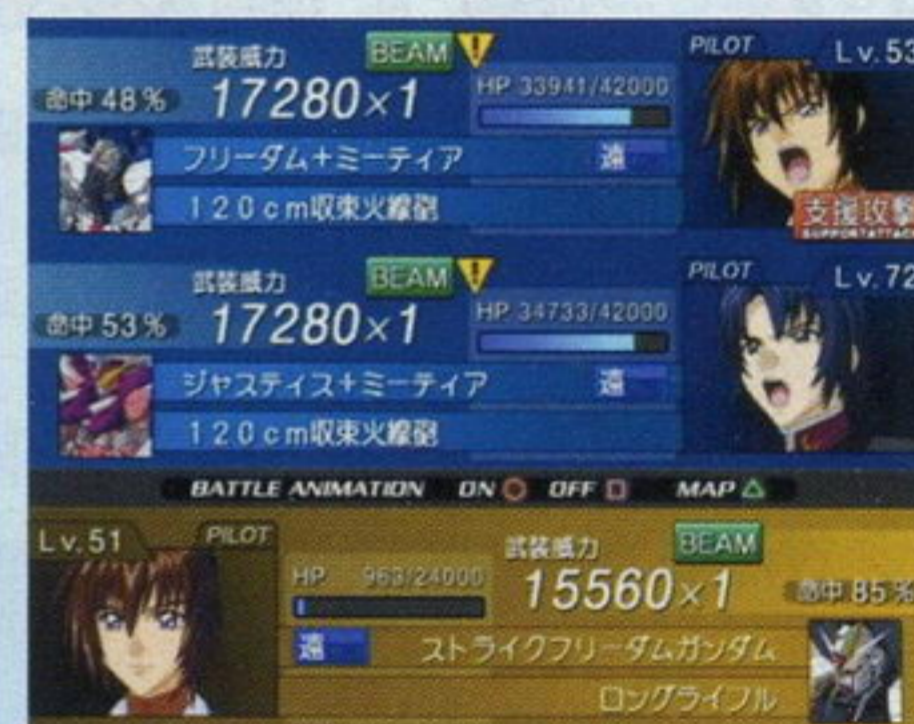 武装威力 BEAM ! PILOT Lv.53
命中 48% 17280×1 HP 33941/42000
フリーダム+ミーティア 遠
120cm収束火線砲 支援攻撃
SUPPORT ATTACK
武装威力 BEAM ! PILOT Lv.72
命中 53% 17280×1 HP 34733/42000
ジャスティス+ミーティア 遠
120cm収束火線砲
BATTLE ANIMATION ON ○ OFF □ MAP △
Lv.51 PILOT 武装威力 BEAM
HP 963/24000 15560×1 命中 85%
遠 ストライクフリーダムガンダム
ロングライフル